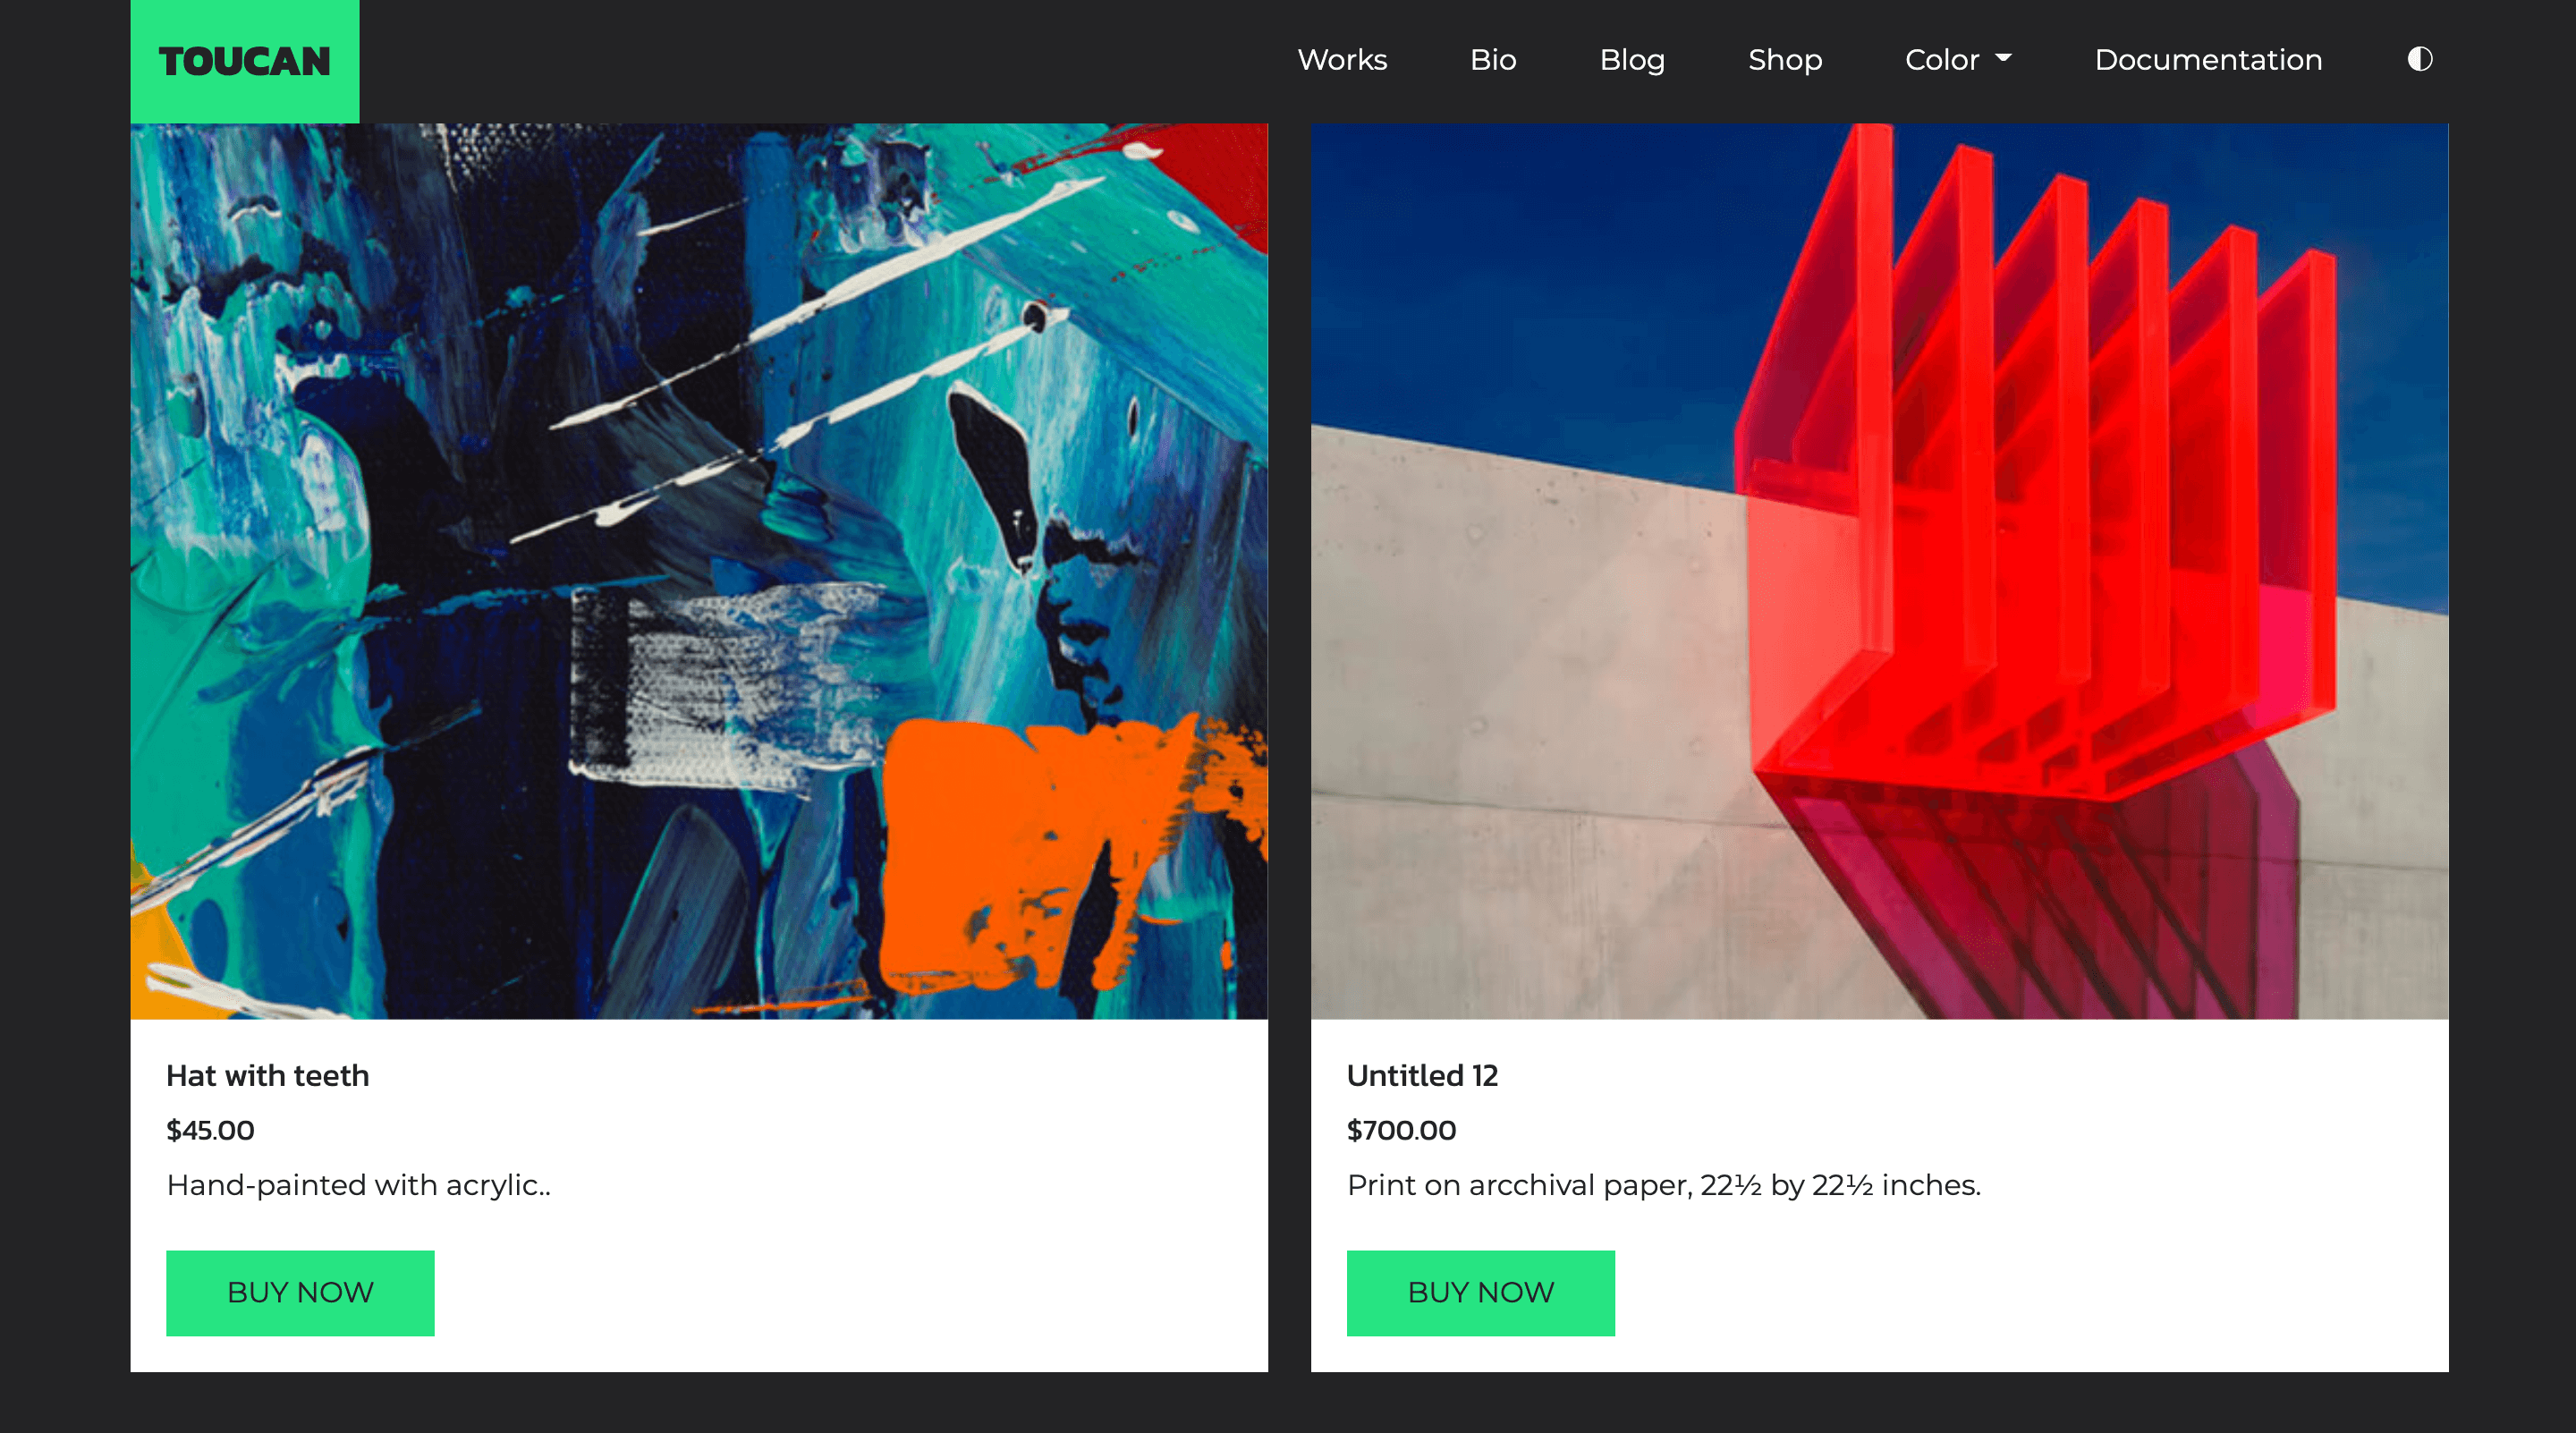 TOUCAN
Works Bio Blog Shop Color Documentation
Hat with teeth
$45.00
Hand-painted with acrylic..
BUY NOW
Untitled 12
$700.00
Print on arcchival paper, 22½ by 22½ inches.
BUY NOW